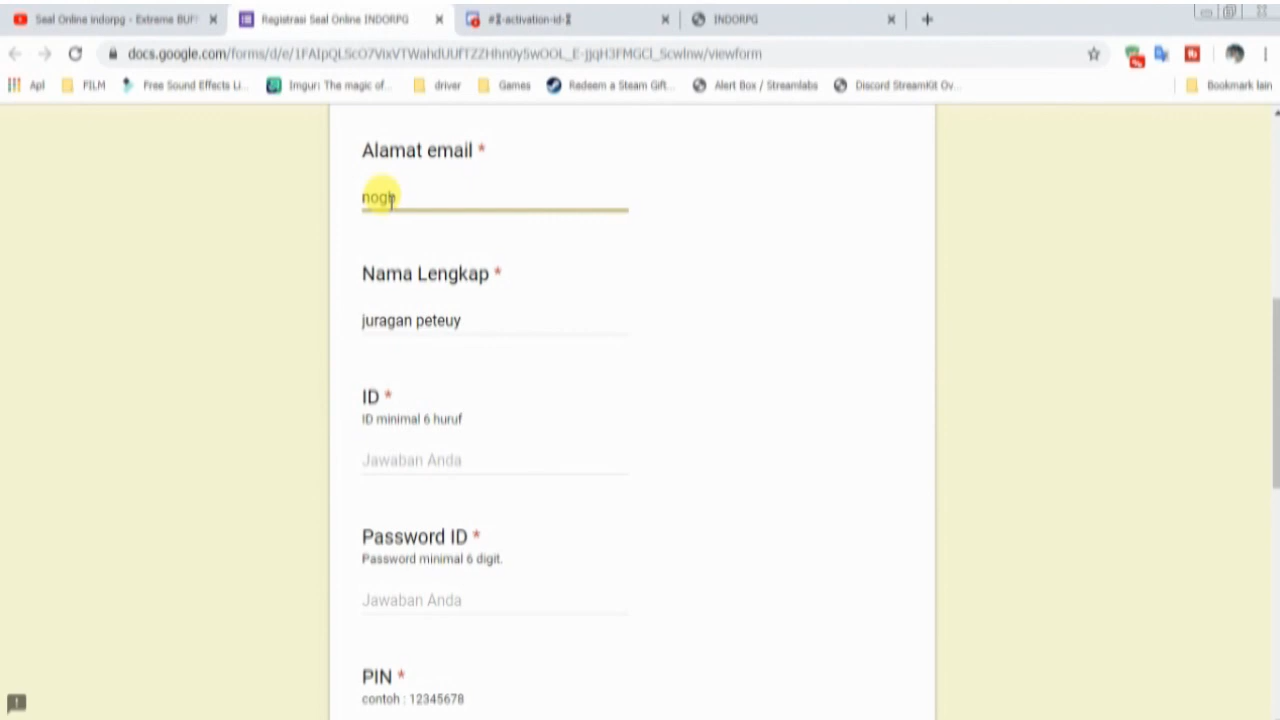 Seal Online indorpg - Extreme BUF
Registrasi Seal Online INDORPG
-activation-id-
INDORPG
docs.google.com/forms/d/e/
/viewform
Apl
FILM
Free Sound Effects Li...
Imgur: The magic of...
driver
Games
Redeem a Steam Gift...
Alert Box / Streamlabs
Discord StreamKit Ov...
Bookmark lain
Alamat email *
Nama Lengkap *
juragan peteuy
ID *
ID minimal 6 huruf
Jawaban Anda
Password ID *
Password minimal 6 digit.
Jawaban Anda
PIN *
contoh : 12345678